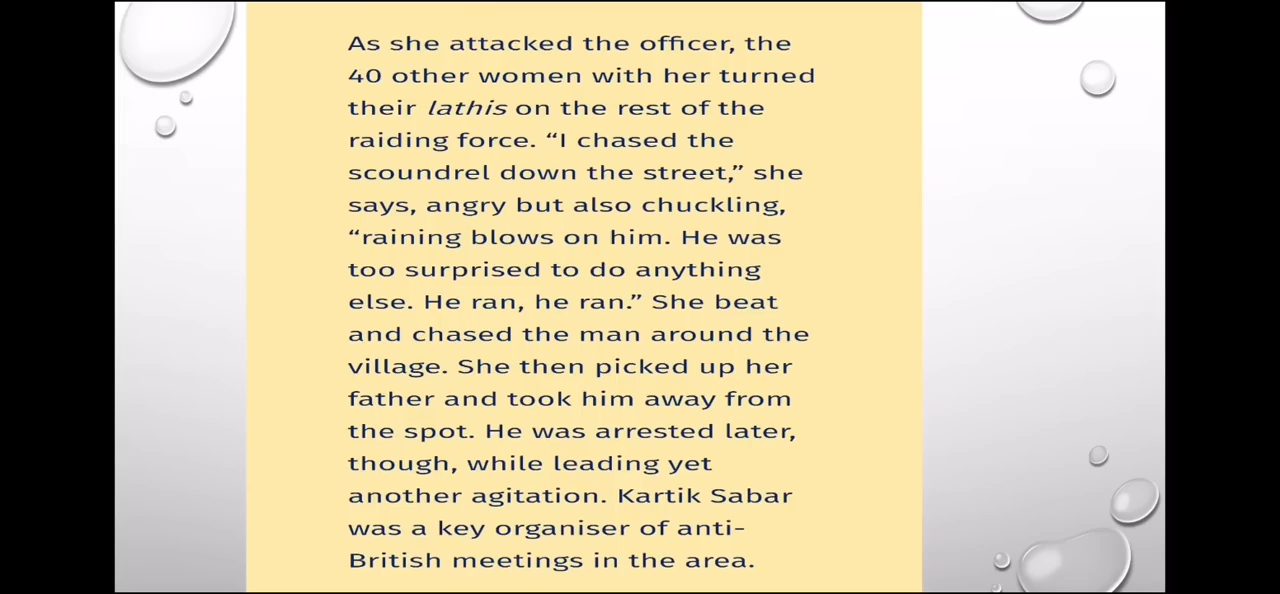 As she attacked the officer, the
40 other women with her turned
their lathis on the rest of the
raiding force. “I chased the
scoundrel down the street,” she
says, angry but also chuckling,
“raining blows on him. He was
too surprised to do anything
else. He ran, he ran.” She beat
and chased the man around the
village. She then picked up her
father and took him away from
the spot. He was arrested later,
though, while leading yet
another agitation. Kartik Sabar
was a key organiser of anti-
British meetings in the area.